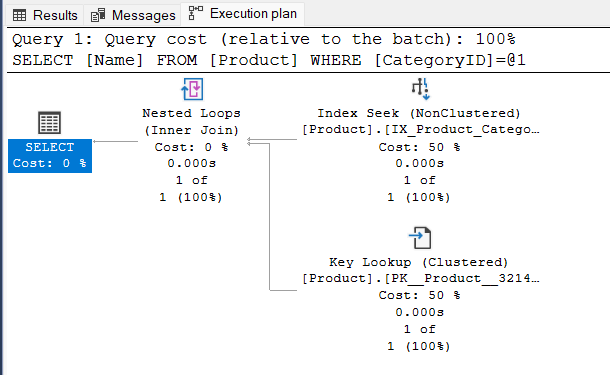 Results Messages Execution plan
Query 1: Query cost (relative to the batch): 100%
SELECT [Name] FROM [Product] WHERE [CategoryID]=@1
SELECT
Cost: 0 %
Nested Loops
(Inner Join)
Cost: 0 %
0.000s
1 of
1 (100%)
Index Seek (NonClustered)
[Product].[IX_Product_Catego…
Cost: 50 %
0.000s
1 of
1 (100%)
Key Lookup (Clustered)
[Product].[PK__Product__3214…
Cost: 50 %
0.000s
1 of
1 (100%)